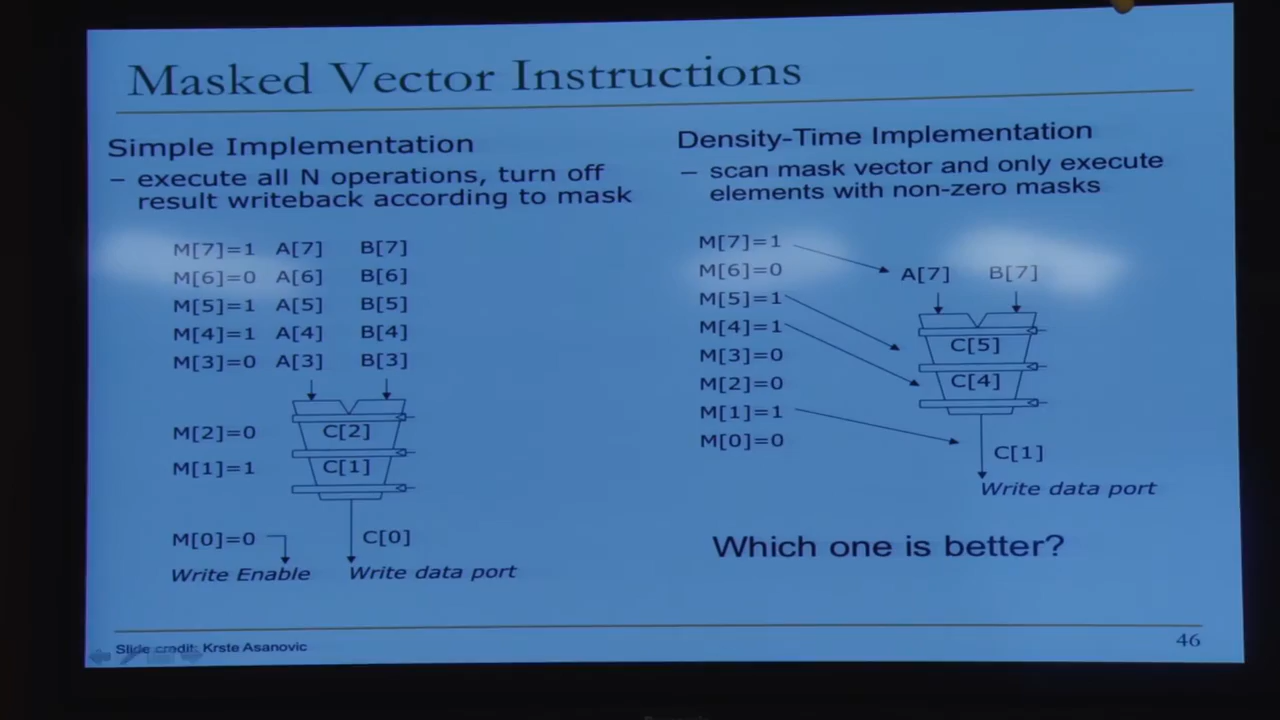 Masked Vector Instructions
Simple Implementation
– execute all N operations, turn off
result writeback according to mask
M[7]=1 A[7] B[7]
M[6]=0 A[6] B[6]
M[5]=1 A[5] B[5]
M[4]=1 A[4] B[4]
M[3]=0 A[3] B[3]
M[2]=0 C[2]
M[1]=1 C[1]
M[0]=0 C[0]
Write Enable Write data port
Density-Time Implementation
– scan mask vector and only execute
elements with non-zero masks
M[7]=1
M[6]=0 A[7] B[7]
M[5]=1
M[4]=1 C[5]
M[3]=0
M[2]=0 C[4]
M[1]=1
M[0]=0 C[1]
Write data port
Which one is better?
Slide credit: Krste Asanovic
46